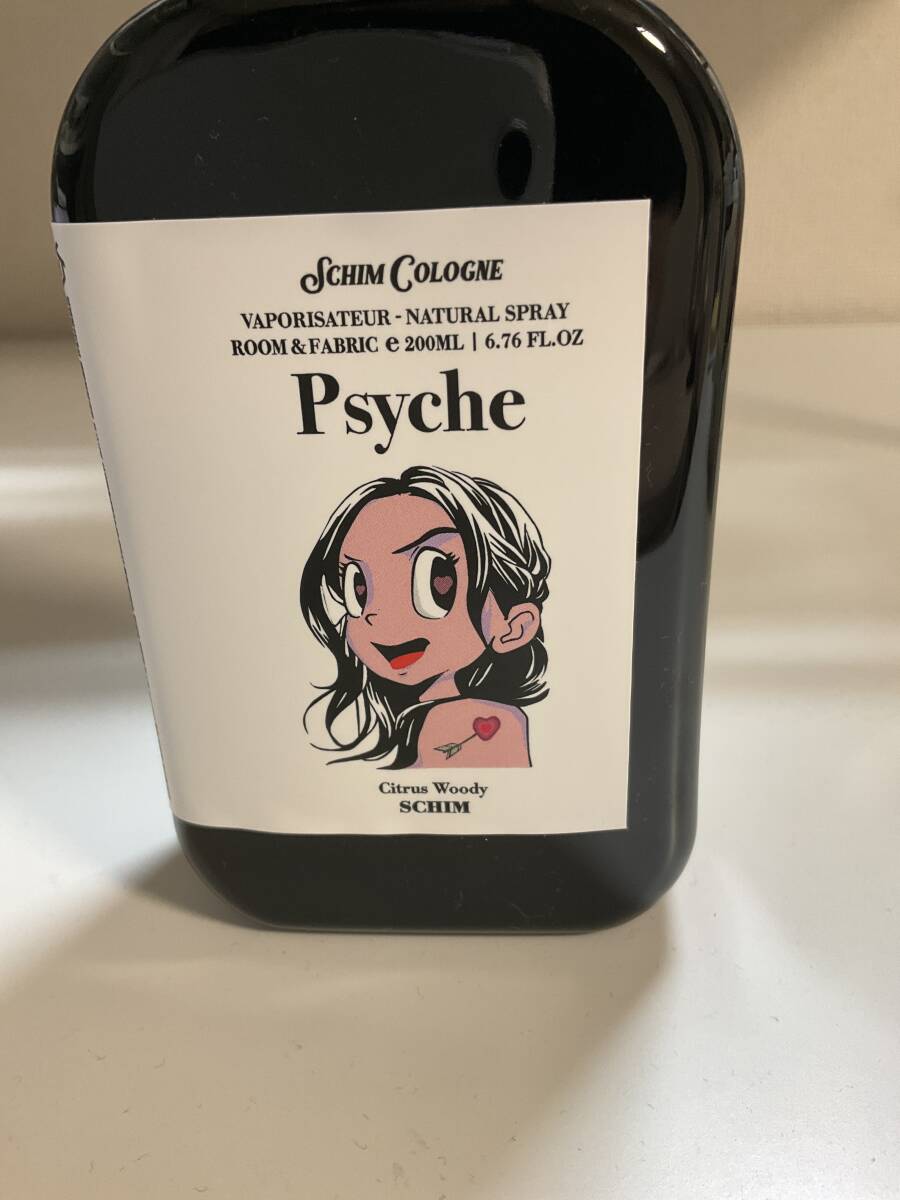 SCHIM COLOGNE
VAPORISATEUR - NATURAL SPRAY
ROOM & FABRIC e 200ML | 6.76 FL.OZ
Psyche
Citrus Woody
SCHIM